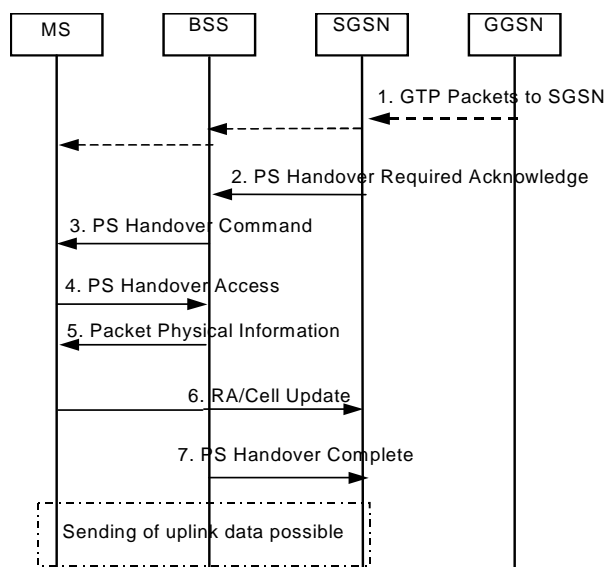 MS
BSS
SGSN
GGSN
1. GTP Packets to SGSN
2. PS Handover Required Acknowledge
3. PS Handover Command
4. PS Handover Access
5. Packet Physical Information
6. RA/Cell Update
7. PS Handover Complete
Sending of uplink data possible